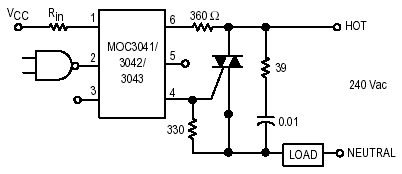 VCC Rin 1 6 360 Ω HOT
MOC3041/
3042/
3043
2 5 39 240 Vac
3 4
330 0.01
LOAD NEUTRAL